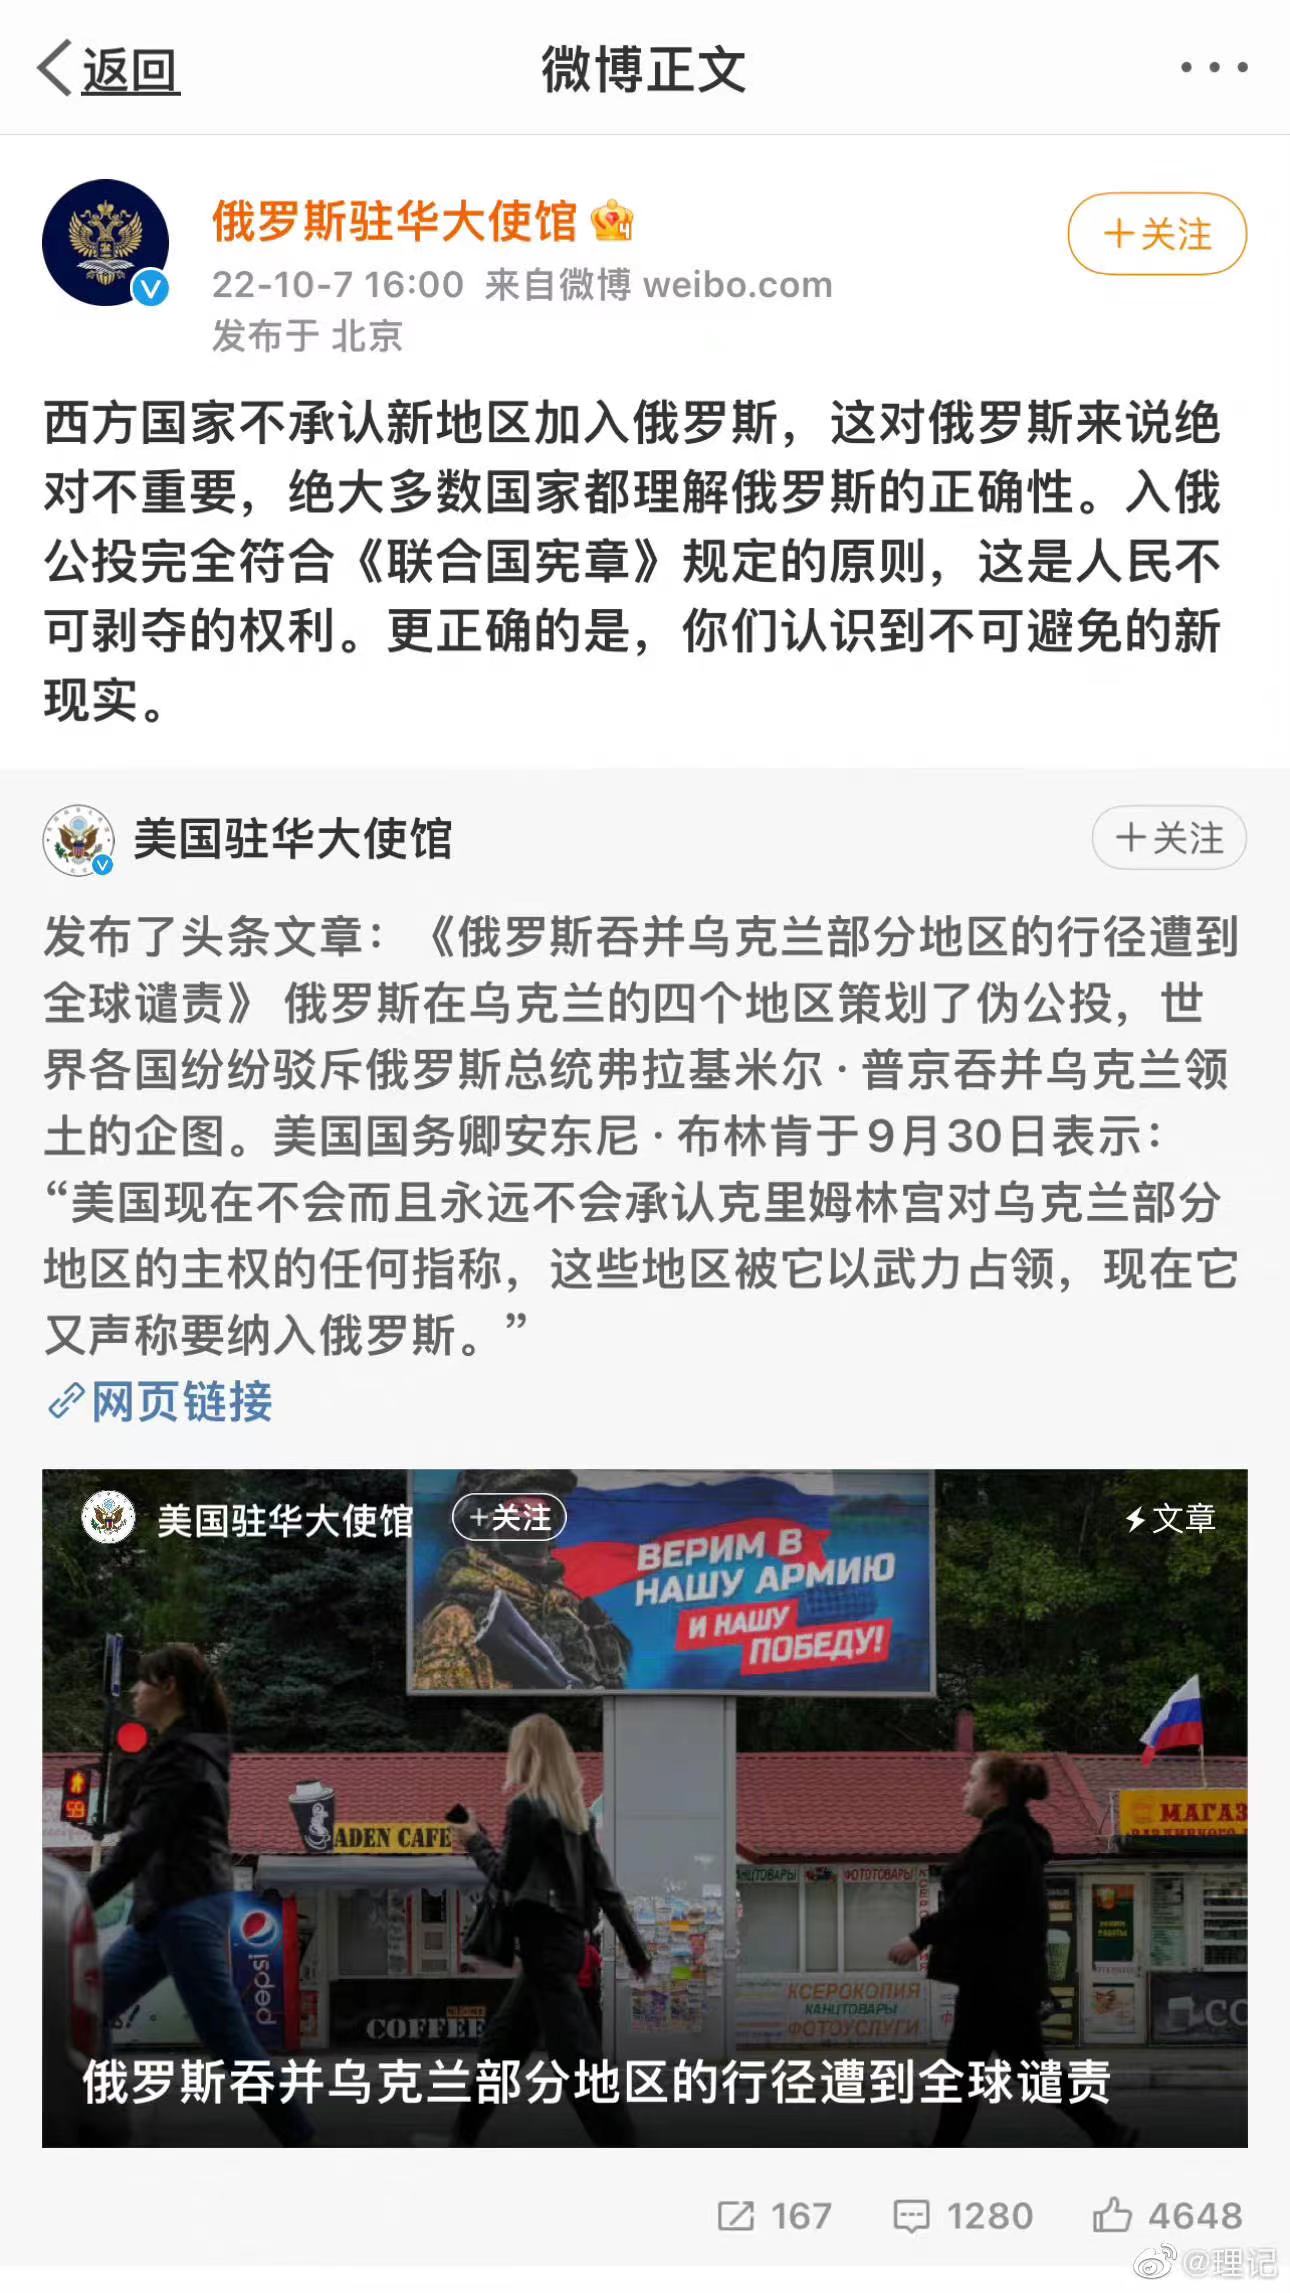 返回
微博正文
俄罗斯驻华大使馆
+关注
22-10-7 16:00 来自微博 weibo.com
发布于 北京
西方国家不承认新地区加入俄罗斯，这对俄罗斯来说绝
对不重要，绝大多数国家都理解俄罗斯的正确性。入俄
公投完全符合《联合国宪章》规定的原则，这是人民不
可剥夺的权利。更正确的是，你们认识到不可避免的新
现实。
美国驻华大使馆
+关注
发布了头条文章：《俄罗斯吞并乌克兰部分地区的行径遭到
全球谴责》 俄罗斯在乌克兰的四个地区策划了伪公投，世
界各国纷纷驳斥俄罗斯总统弗拉基米尔·普京吞并乌克兰领
土的企图。美国国务卿安东尼·布林肯于9月30日表示：
“美国现在不会而且永远不会承认克里姆林宫对乌克兰部分
地区的主权的任何指称，这些地区被它以武力占领，现在它
又声称要纳入俄罗斯。”
网页链接
美国驻华大使馆
+关注
文章
ВЕРИМ В
НАШУ АРМИЮ
И НАШУ
ПОБЕДУ!
59
ADEN CAFE
МАГАЗ
КАНЦТОВАРЫ
ФОТОТОВАРЫ
pepsi
COFFEE
КСЕРОКОПИЯ
КАНЦТОВАРЫ
ФОТОУСЛУГИ
俄罗斯吞并乌克兰部分地区的行径遭到全球谴责
167
1280
4648
@理记